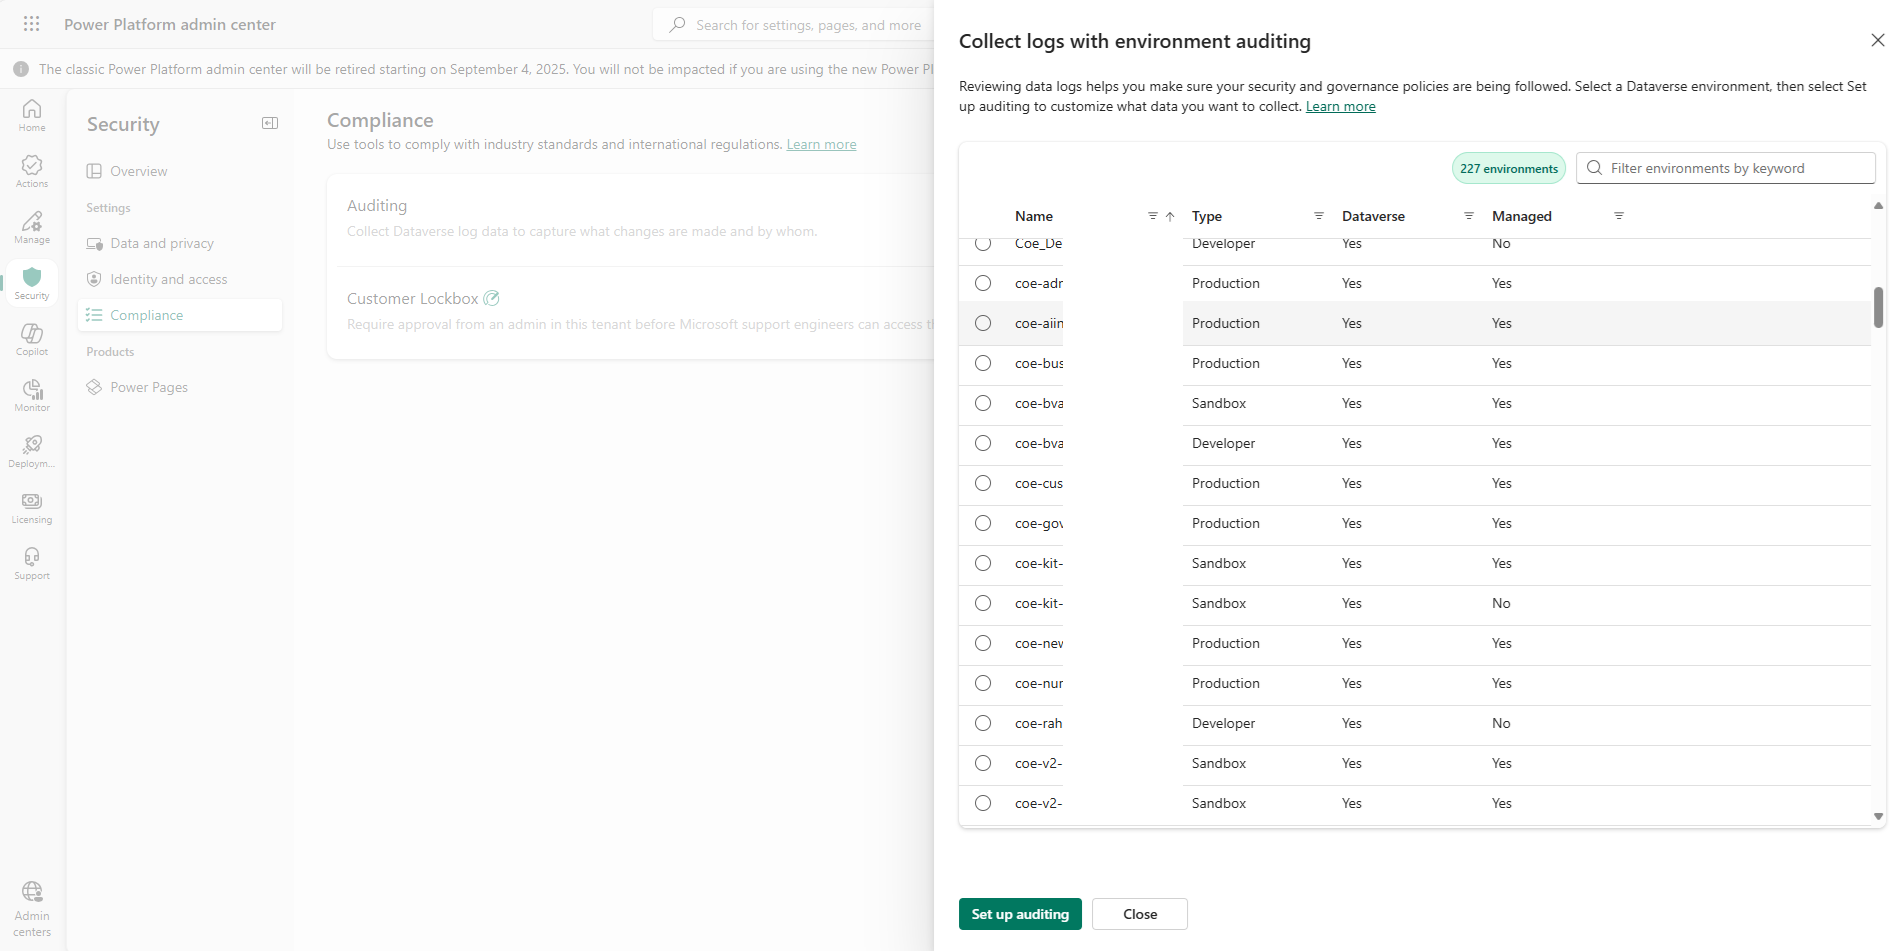 Power Platform admin center
Search for settings, pages, and more
The classic Power Platform admin center will be retired starting on September 4, 2025. You will not be impacted if you are using the new Power Pl
Home
Actions
Manage
Security
Copilot
Monitor
Deploym...
Licensing
Support
Admin
centers
Security
Overview
Settings
Data and privacy
Identity and access
Compliance
Products
Power Pages
Compliance
Use tools to comply with industry standards and international regulations. Learn more
Auditing
Collect Dataverse log data to capture what changes are made and by whom.
Customer Lockbox
Require approval from an admin in this tenant before Microsoft support engineers can access th
Collect logs with environment auditing
Reviewing data logs helps you make sure your security and governance policies are being followed. Select a Dataverse environment, then select Set
up auditing to customize what data you want to collect. Learn more
227 environments
Filter environments by keyword
Name Type Dataverse Managed
Coe_De Developer Yes No
coe-adr Production Yes Yes
coe-aiin Production Yes Yes
coe-bus Production Yes Yes
coe-bva Sandbox Yes Yes
coe-bva Developer Yes Yes
coe-cus Production Yes Yes
coe-gov Production Yes Yes
coe-kit- Sandbox Yes Yes
coe-kit- Sandbox Yes No
coe-new Production Yes Yes
coe-nur Production Yes Yes
coe-rah Developer Yes No
coe-v2- Sandbox Yes Yes
coe-v2- Sandbox Yes Yes
Set up auditing
Close